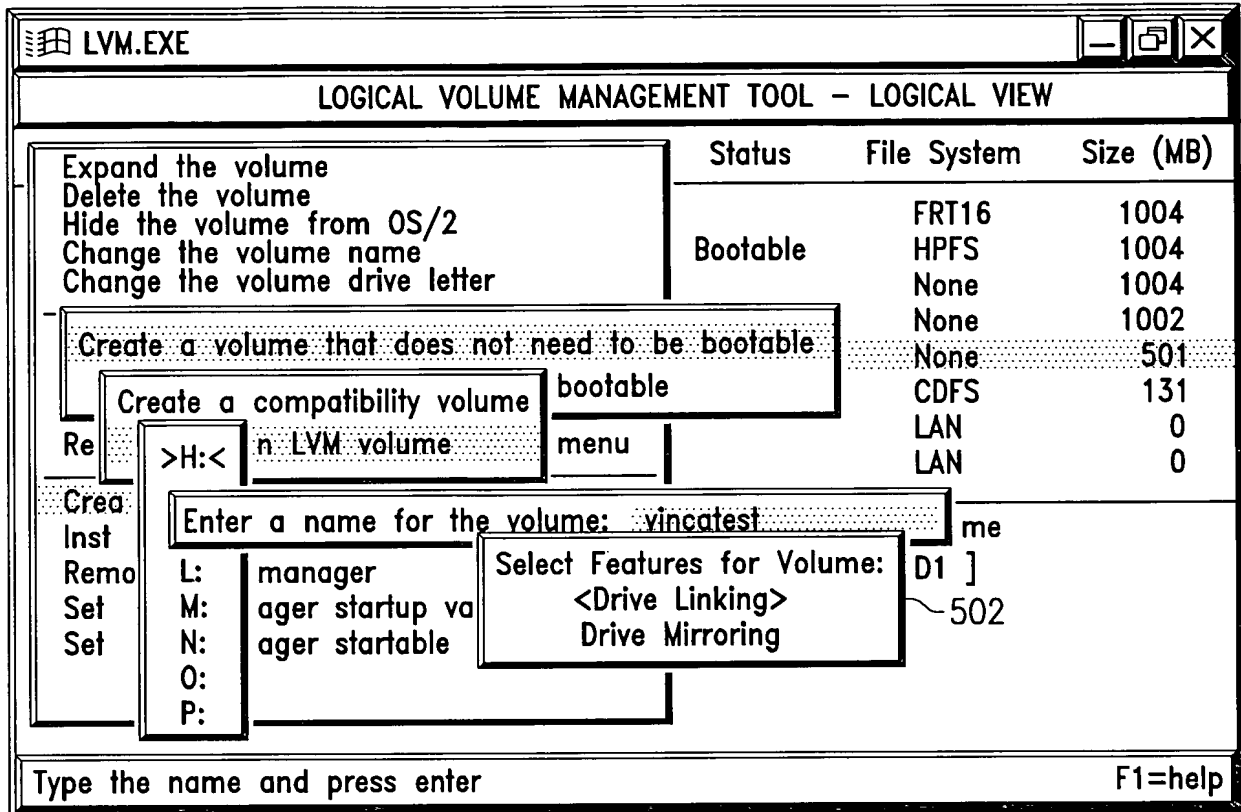 LVM.EXE
LOGICAL VOLUME MANAGEMENT TOOL – LOGICAL VIEW
Status File System Size (MB)
Expand the volume
Delete the volume
Hide the volume from OS/2
Change the volume name
Change the volume drive letter
FRT16 1004
Bootable HPFS 1004
None 1004
None 1002
Create a volume that does not need to be bootable None 501
bootable CDFS 131
Create a compatibility volume
Re n LVM volume menu LAN 0
LAN 0
>H:<
Crea
Enter a name for the volume: vincatest me
Inst
Select Features for Volume: D1 ]
Remo L: manager
<Drive Linking>
Set M: ager startup va 502
Drive Mirroring
Set N: ager startable
O:
P:
Type the name and press enter F1=help